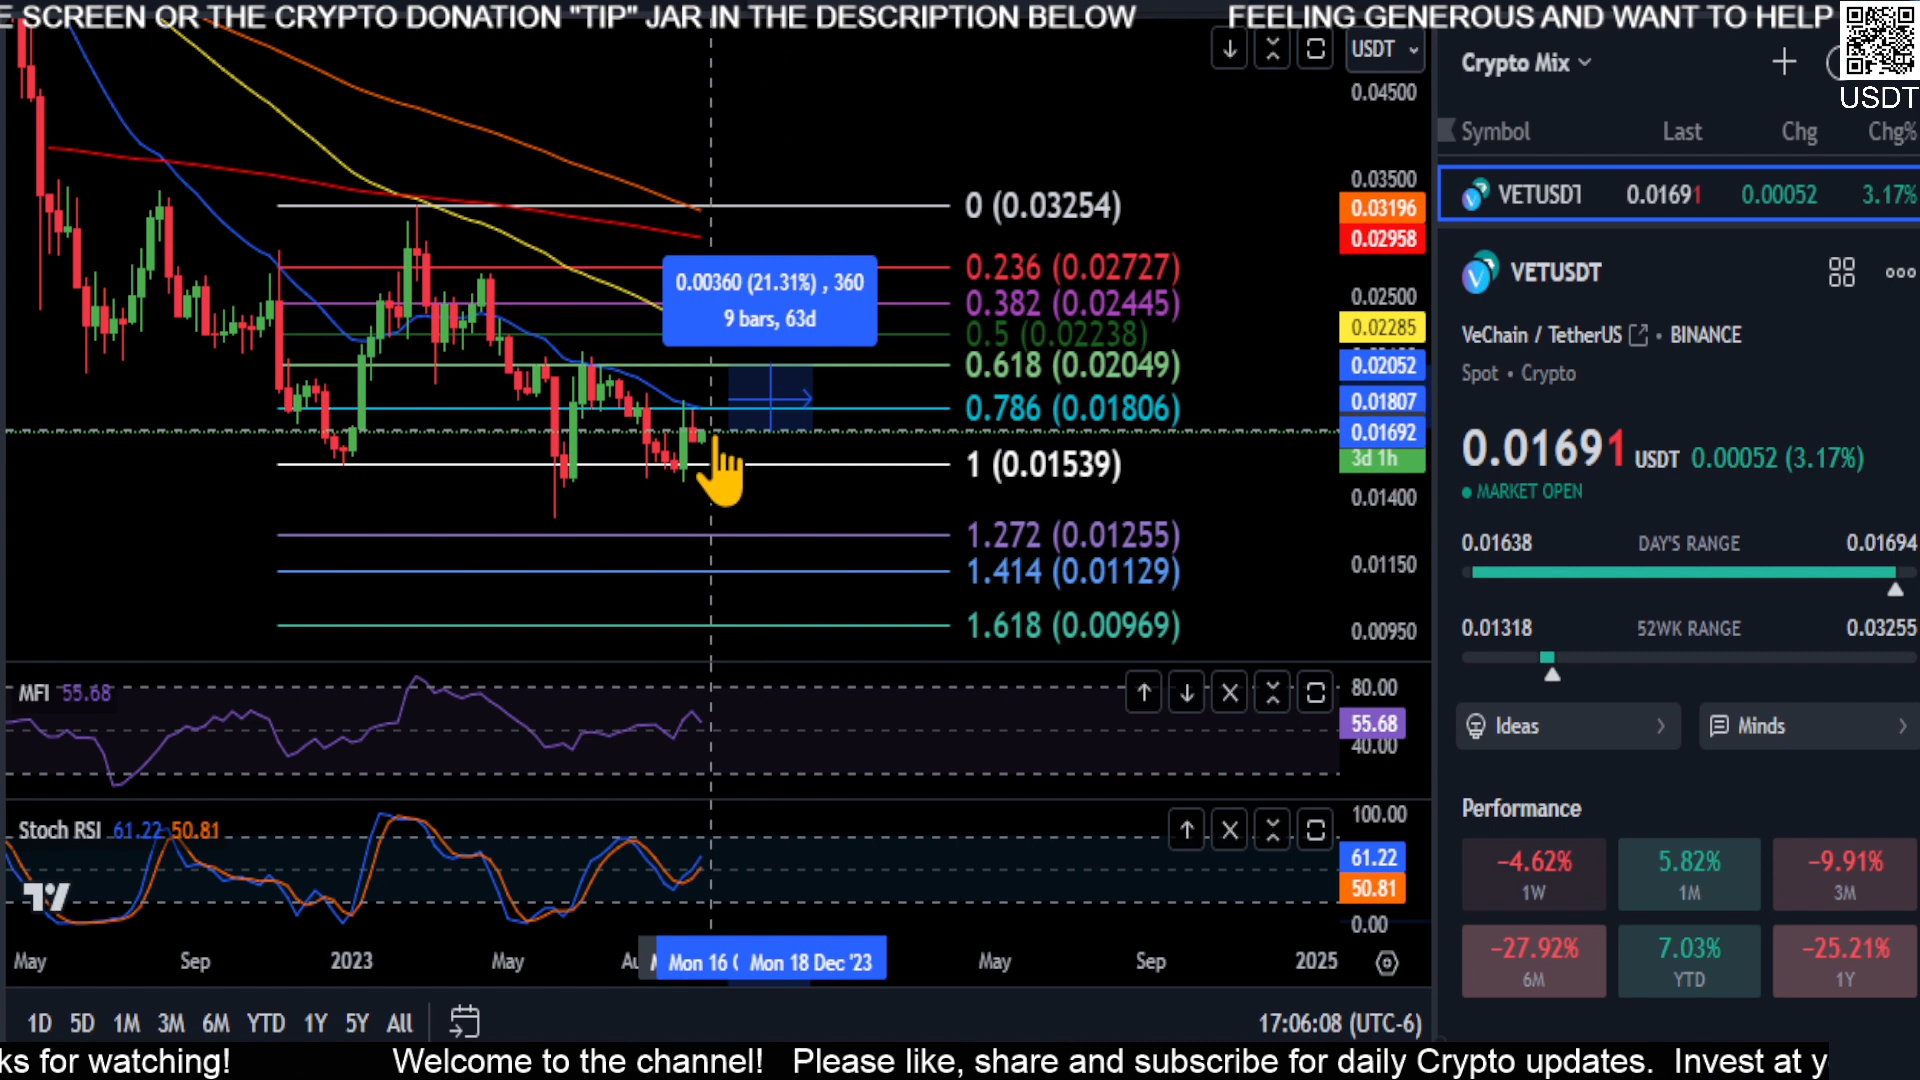 E SCREEN OR THE CRYPTO DONATION "TIP" JAR IN THE DESCRIPTION BELOW FEELING GENEROUS AND WANT TO HELP
USDT
USDT
Crypto Mix
Symbol Last Chg Chg%
VETUSDT 0.01691 0.00052 3.17%
VETUSDT
VeChain / TetherUS • BINANCE
Spot • Crypto
0.01691 USDT 0.00052 (3.17%)
MARKET OPEN
0.01638 DAY'S RANGE 0.01694
0.01318 52WK RANGE 0.03255
Ideas
Minds
Performance
−4.62% 5.82% −9.91%
1W 1M 3M
−27.92% 7.03% −25.21%
6M YTD 1Y
0.04500
0.03500
0.03196
0.02958
0.02500
0.02285
0.02052
0.01807
0.01692
3d 1h
0.01400
0.01150
0.00950
0 (0.03254)
0.236 (0.02727)
0.382 (0.02445)
0.5 (0.02238)
0.618 (0.02049)
0.786 (0.01806)
1 (0.01539)
1.272 (0.01255)
1.414 (0.01129)
1.618 (0.00969)
0.00360 (21.31%) , 360
9 bars, 63d
MFI 55.68
80.00
55.68
40.00
Stoch RSI 61.22 50.81
100.00
61.22
50.81
0.00
May Sep 2023 May Mon 16 Mon 18 Dec '23 May Sep 2025
1D 5D 1M 3M 6M YTD 1Y 5Y All
17:06:08 (UTC-6)
ks for watching! Welcome to the channel! Please like, share and subscribe for daily Crypto updates. Invest at y